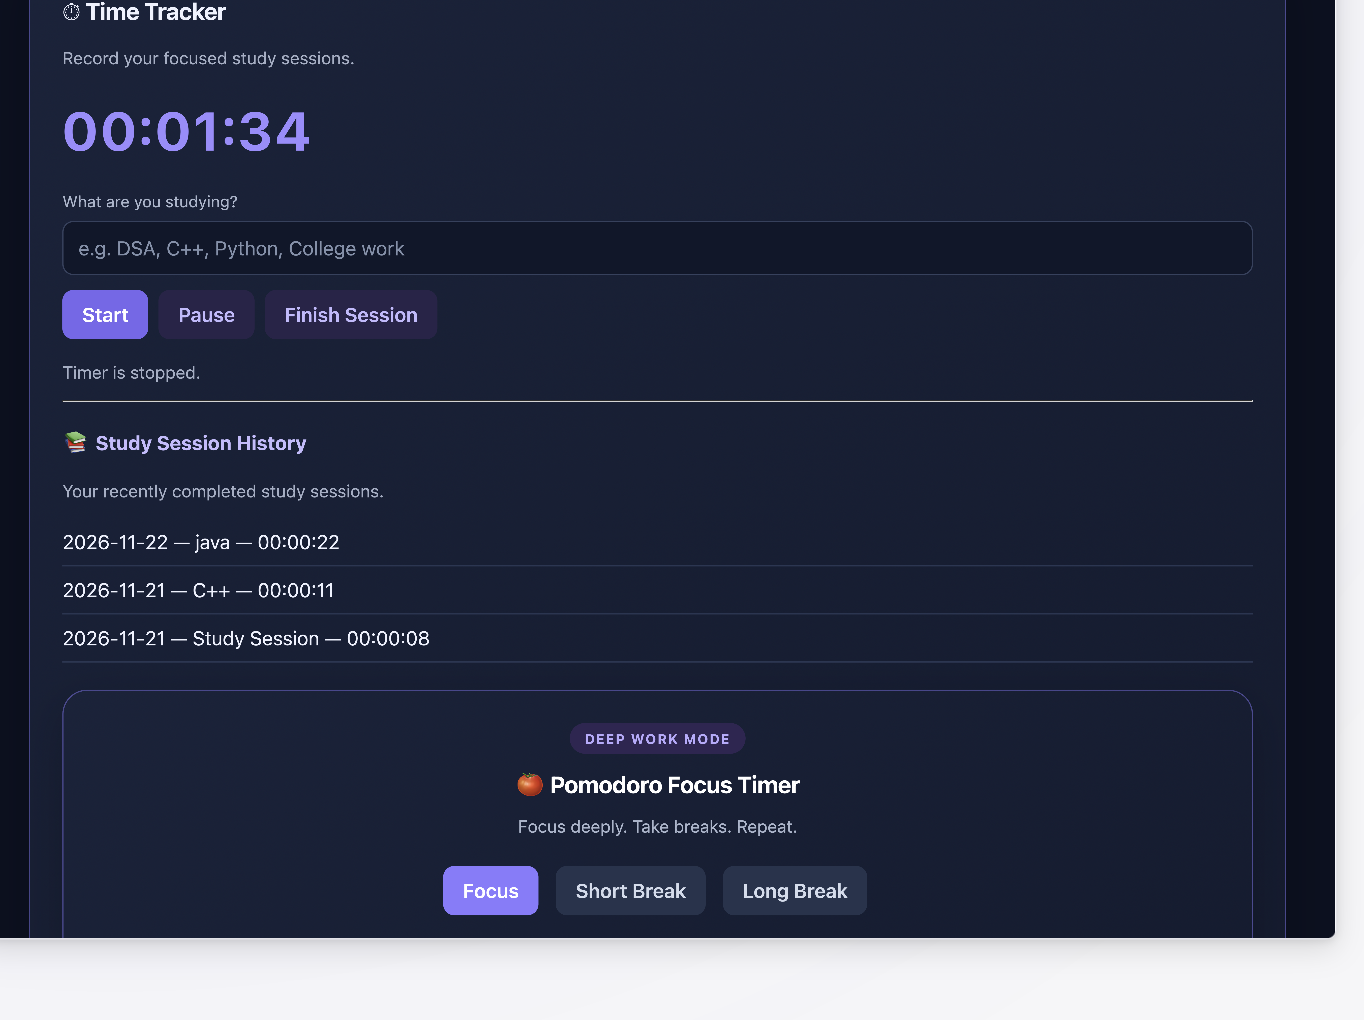 ⏱ Time Tracker
Record your focused study sessions.
00:01:34
What are you studying?
e.g. DSA, C++, Python, College work
Start Pause Finish Session
Timer is stopped.
📚 Study Session History
Your recently completed study sessions.
2026-11-22 — java — 00:00:22
2026-11-21 — C++ — 00:00:11
2026-11-21 — Study Session — 00:00:08
DEEP WORK MODE
🍅 Pomodoro Focus Timer
Focus deeply. Take breaks. Repeat.
Focus Short Break Long Break